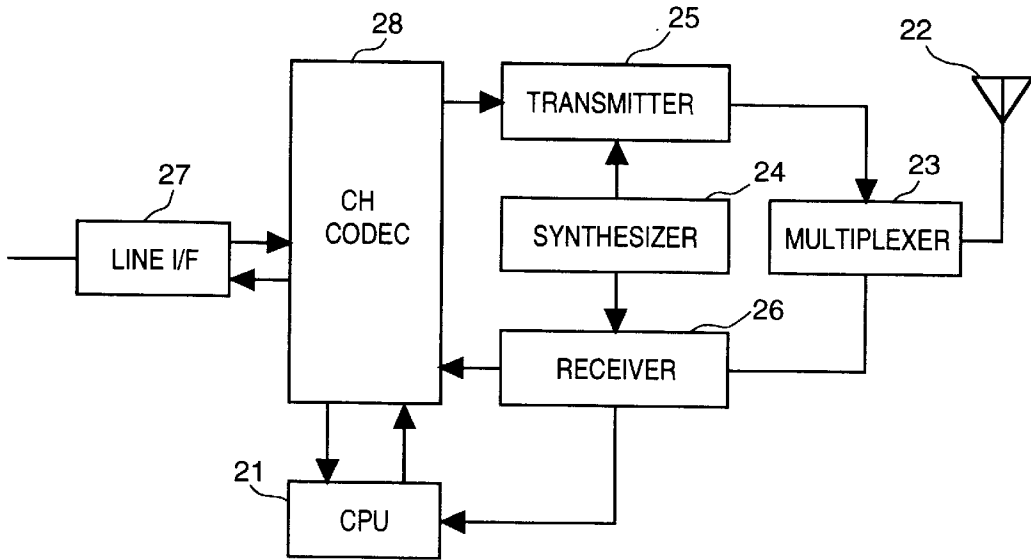 28
25
22
TRANSMITTER
27
24
23
CH
CODEC
SYNTHESIZER
MULTIPLEXER
LINE I/F
26
RECEIVER
21
CPU